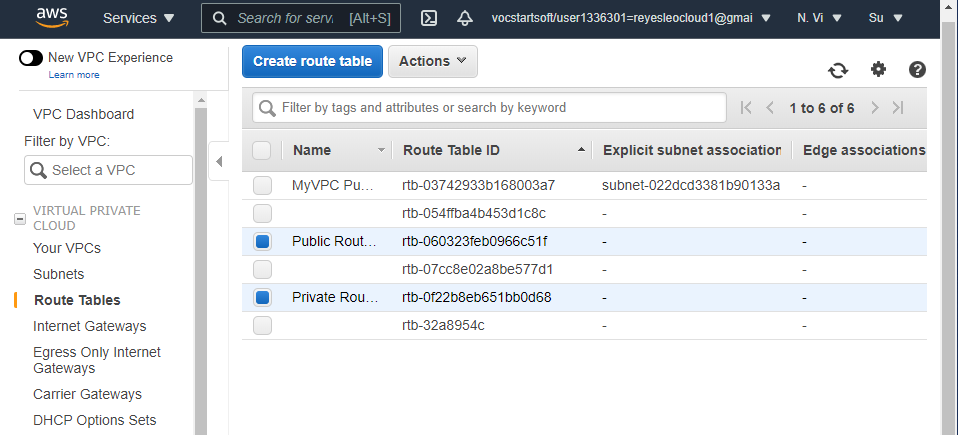 aws
Services
Search for serv [Alt+S]
vocstartsoft/user1336301=reyesleocloud1@gmai
N. Vi
Su
New VPC Experience
Learn more
VPC Dashboard
Filter by VPC:
Select a VPC
VIRTUAL PRIVATE
CLOUD
Your VPCs
Subnets
Route Tables
Internet Gateways
Egress Only Internet
Gateways
Carrier Gateways
DHCP Options Sets
Create route table
Actions
Filter by tags and attributes or search by keyword
1 to 6 of 6
Name Route Table ID Explicit subnet association Edge associations
MyVPC Pu... rtb-03742933b168003a7 subnet-022dcd3381b90133a -
rtb-054ffba4b453d1c8c - -
Public Rout... rtb-060323feb0966c51f - -
rtb-07cc8e02a8be577d1 - -
Private Rou... rtb-0f22b8eb651bb0d68 - -
rtb-32a8954c - -